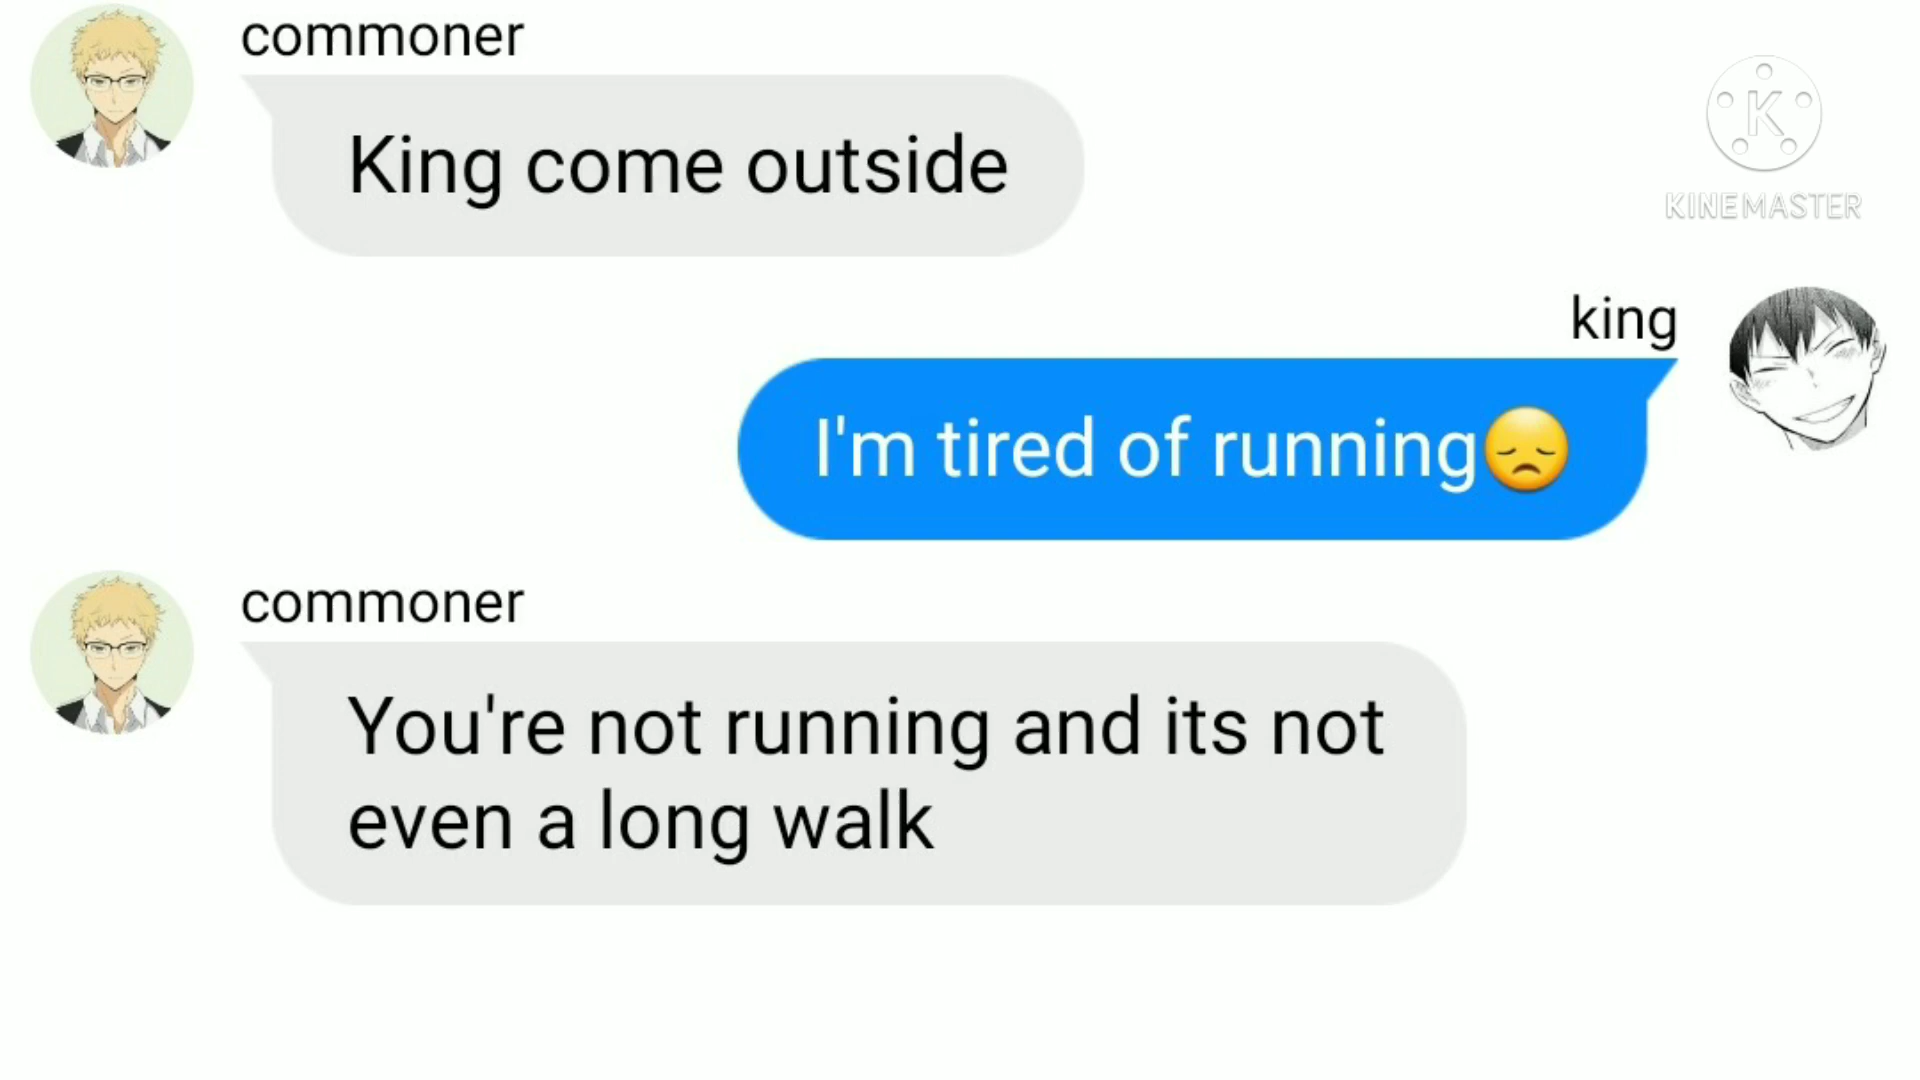 commoner
King come outside
K
KINEMASTER
king
I'm tired of running😞
commoner
You're not running and its not
even a long walk